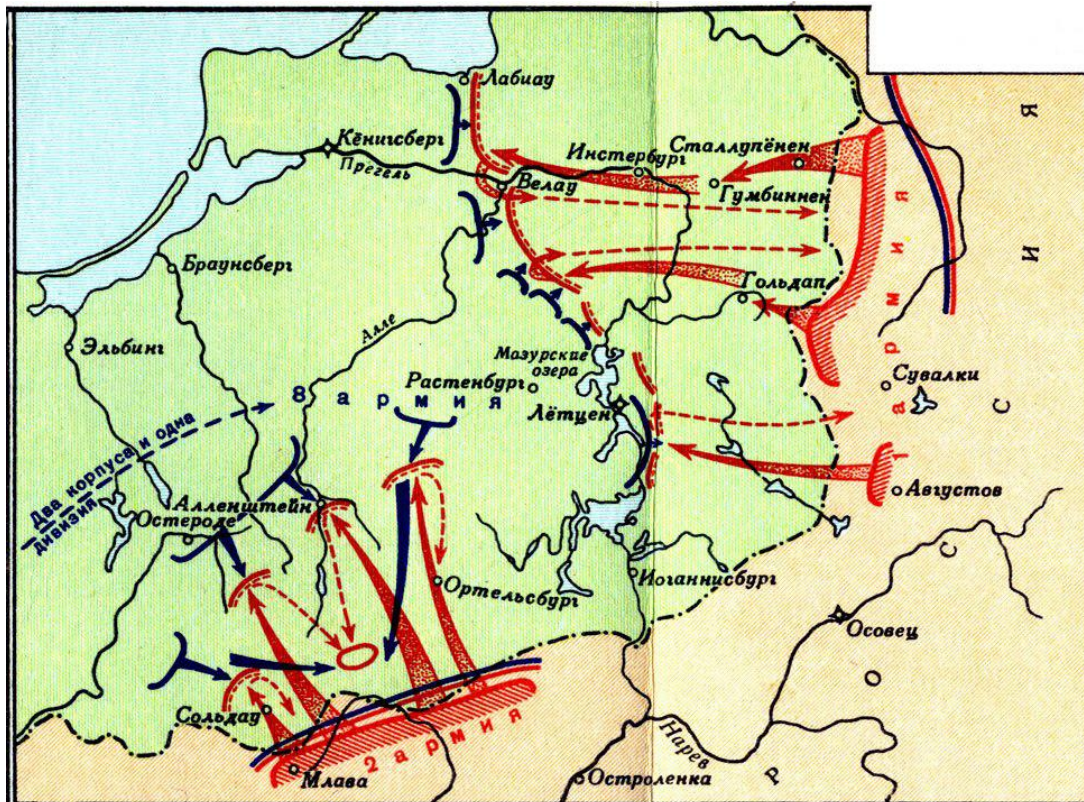 Лабиау
Кёнигсберг
Прегель
Инстербург
Сталлупёнен
Велау
Гумбиннен
Браунсберг
Гольдап
Алле
Эльбинг
Мазурские
озера
Растенбург
Сувалки
8 армия
Лётцен
Два корпуса и одна
дивизия
Алленштейн
Остероде
Августов
1 армия
Ортельсбург
Иоганнисбург
Осовец
Сольдау
2 армия
Млава
Нарев
Остроленка
Р О С С И Я